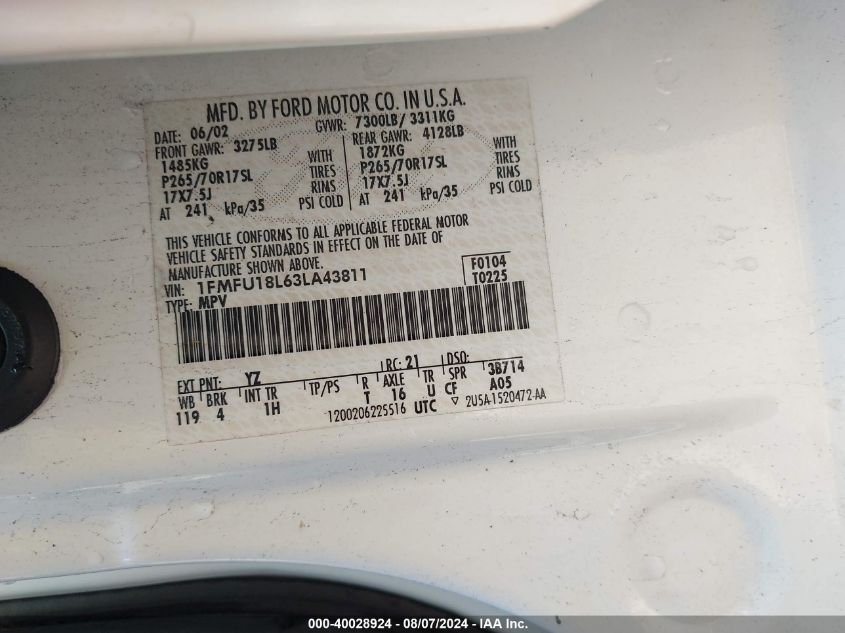 MFD. BY FORD MOTOR CO. IN U.S.A.
DATE: 06/02 GVWR: 7300LB/ 3311KG
FRONT GAWR: 3275LB REAR GAWR: 4128LB
1485KG WITH 1872KG WITH
P265/70R17SL TIRES P265/70R17SL TIRES
17X7.5J RIMS 17X7.5J RIMS
AT 241 kPa/35 PSI COLD AT 241 kPa/35 PSI COLD
THIS VEHICLE CONFORMS TO ALL APPLICABLE FEDERAL MOTOR
VEHICLE SAFETY STANDARDS IN EFFECT ON THE DATE OF
MANUFACTURE SHOWN ABOVE.
VIN: 1FMFU18L63LA43811 F0104
TYPE: MPV T0225
EXT PNT: YZ RC: 21 DSO:
WB BRK INT TR TP/PS R AXLE TR SPR 3B714
119 4 1H T 16 U CF A05
1200206225516 UTC ▽ 2U5A-1520472-AA
000-40028924 - 08/07/2024 - IAA Inc.